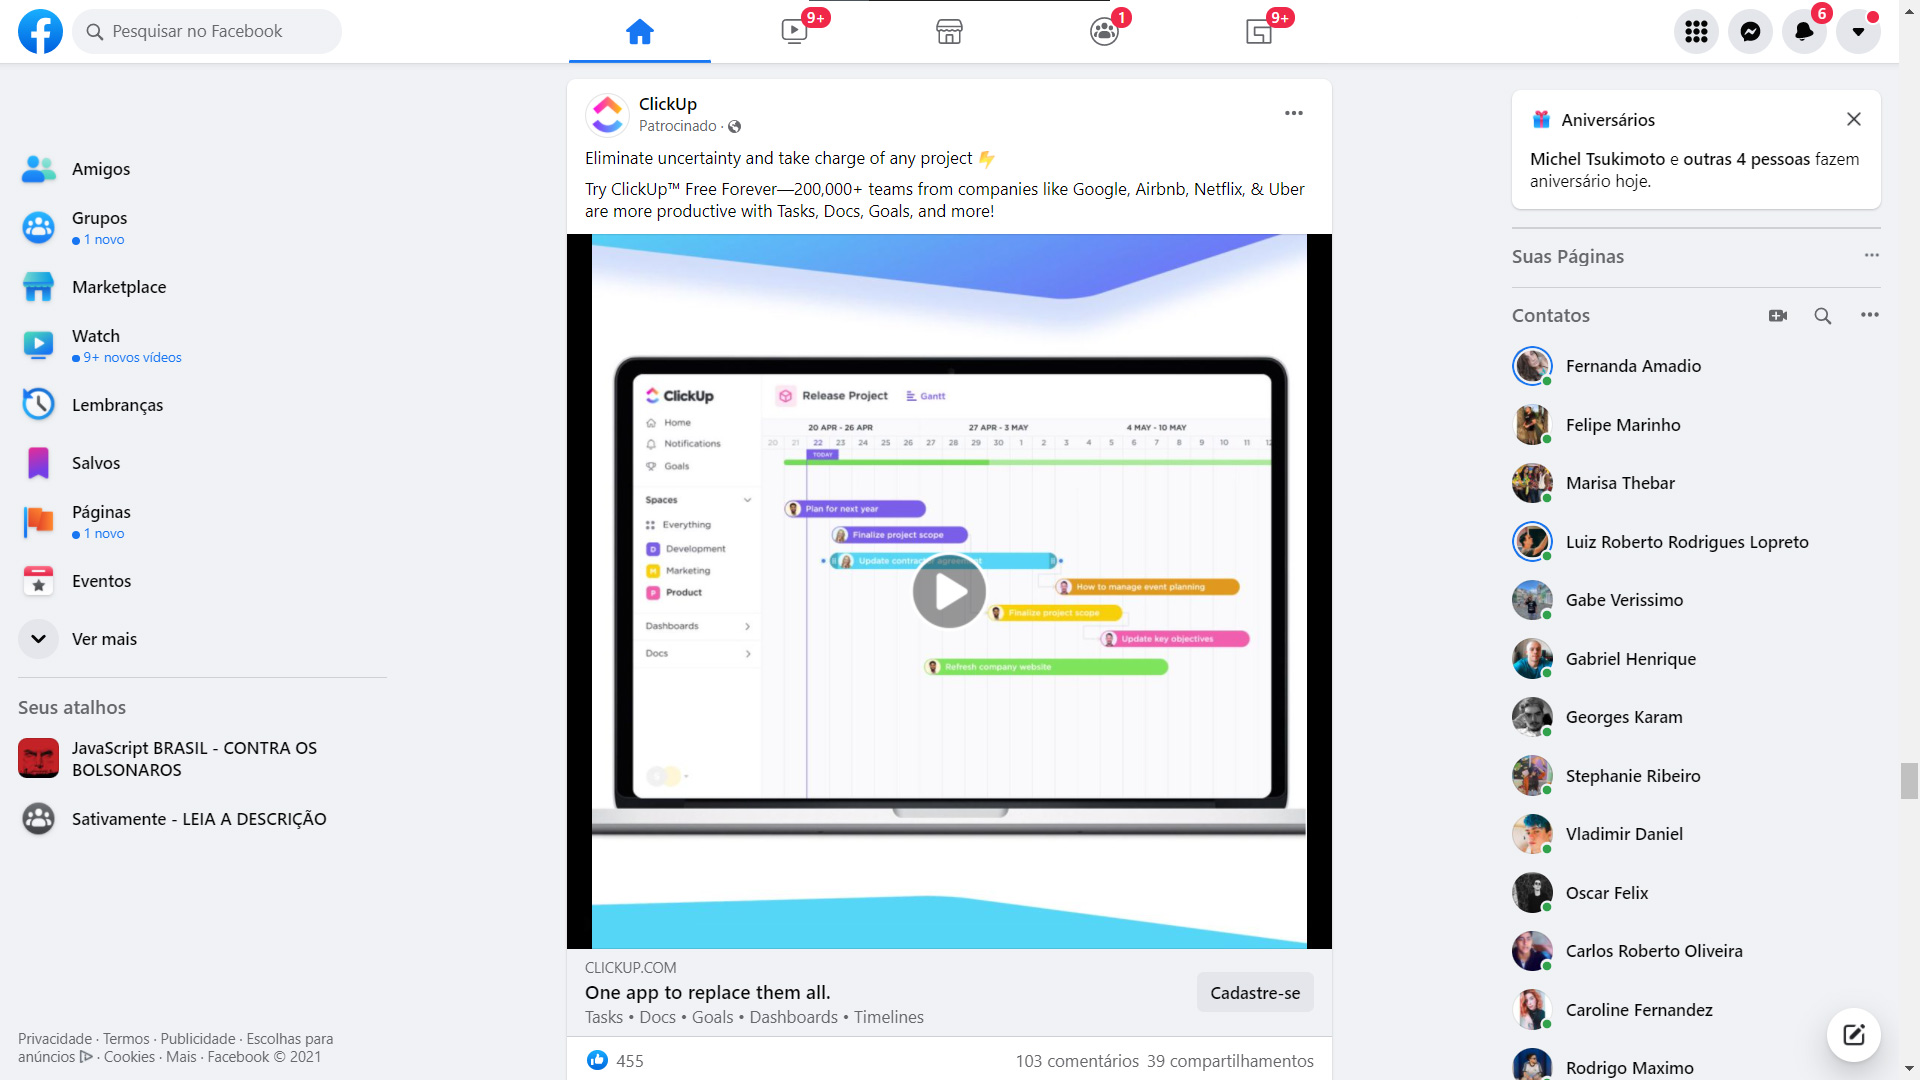 Pesquisar no Facebook
9+
1
9+
6
Amigos
Grupos
1 novo
Marketplace
Watch
9+ novos vídeos
Lembranças
Salvos
Páginas
1 novo
Eventos
Ver mais
Seus atalhos
JavaScript BRASIL - CONTRA OS
BOLSONAROS
Sativamente - LEIA A DESCRIÇÃO
Privacidade · Termos · Publicidade · Escolhas para
anúncios · Cookies · Mais · Facebook © 2021
ClickUp
Patrocinado ·
Eliminate uncertainty and take charge of any project ⚡
Try ClickUp™ Free Forever—200,000+ teams from companies like Google, Airbnb, Netflix, & Uber
are more productive with Tasks, Docs, Goals, and more!
ClickUp
Home
Notifications
Goals
Spaces
Everything
D Development
M Marketing
P Product
Dashboards
Docs
Release Project Gantt
20 APR - 26 APR 27 APR - 3 MAY 4 MAY - 10 MAY
20 21 22 23 24 25 26 27 28 29 30 1 2 3 4 5 6 7 8 9 10 11 12
TODAY
Plan for next year
Finalize project scope
Update contractor agreement
How to manage event planning
Finalize project scope
Update key objectives
Refresh company website
CLICKUP.COM
One app to replace them all.
Tasks • Docs • Goals • Dashboards • Timelines
Cadastre-se
455
103 comentários 39 compartilhamentos
Aniversários
Michel Tsukimoto e outras 4 pessoas fazem
aniversário hoje.
Suas Páginas
Contatos
Fernanda Amadio
Felipe Marinho
Marisa Thebar
Luiz Roberto Rodrigues Lopreto
Gabe Verissimo
Gabriel Henrique
Georges Karam
Stephanie Ribeiro
Vladimir Daniel
Oscar Felix
Carlos Roberto Oliveira
Caroline Fernandez
Rodrigo Maximo